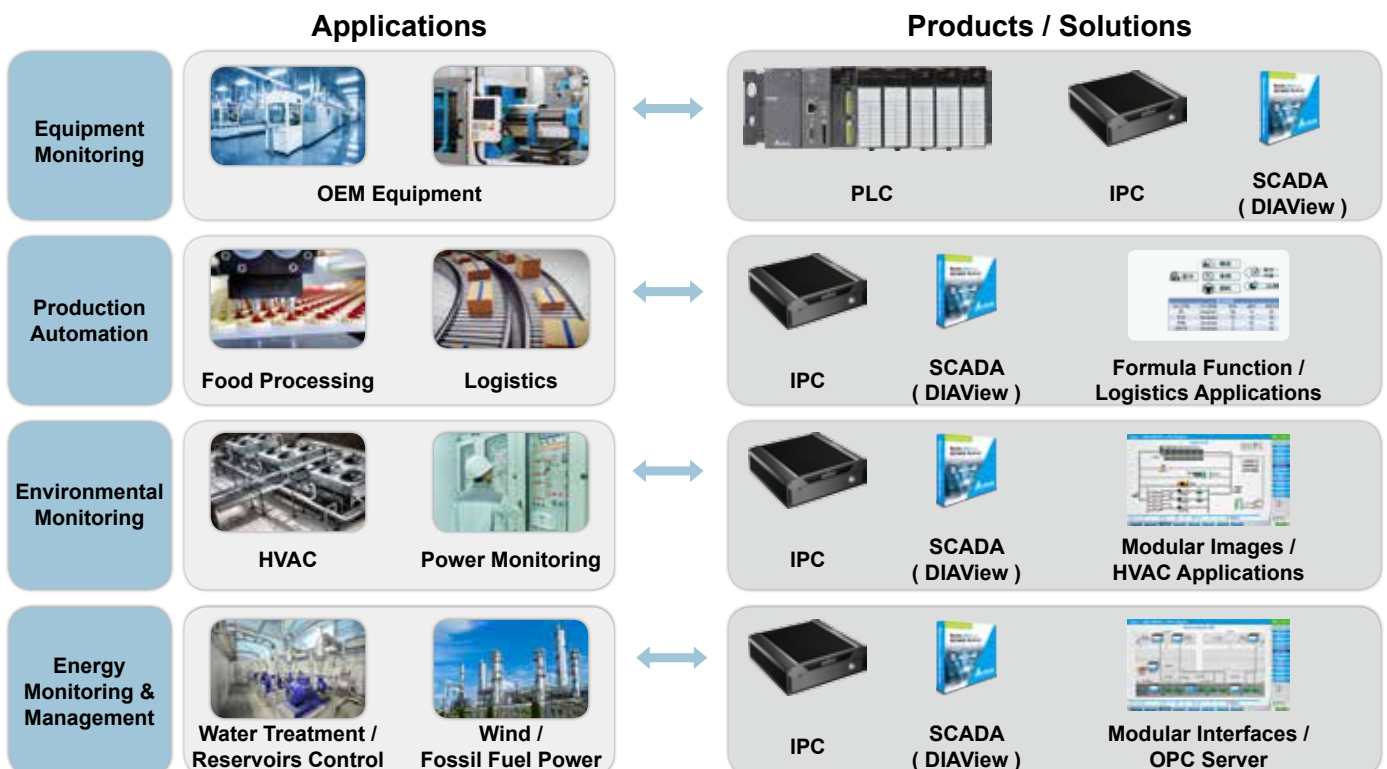 Applications
Products / Solutions
Equipment
Monitoring
OEM Equipment
PLC
IPC
SCADA
( DIAView )
Production
Automation
Food Processing
Logistics
IPC
SCADA
( DIAView )
Formula Function /
Logistics Applications
Environmental
Monitoring
HVAC
Power Monitoring
IPC
SCADA
( DIAView )
Modular Images /
HVAC Applications
Energy
Monitoring &
Management
Water Treatment /
Reservoirs Control
Wind /
Fossil Fuel Power
IPC
SCADA
( DIAView )
Modular Interfaces /
OPC Server